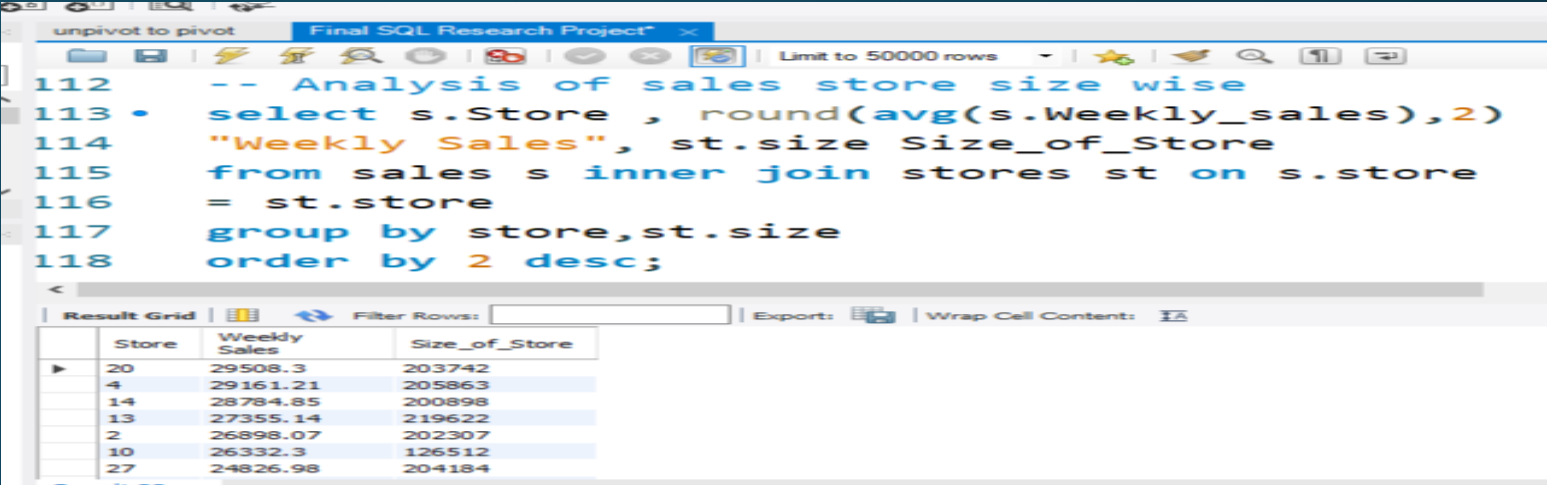 unpivot to pivot Final SQL Research Project*
Limit to 50000 rows
112 -- Analysis of sales store size wise
113 select s.Store , round(avg(s.Weekly_sales),2)
114 "Weekly Sales", st.size Size_of_Store
115 from sales s inner join stores st on s.store
116 = st.store
117 group by store,st.size
118 order by 2 desc;
Result Grid Filter Rows: Export: Wrap Cell Content:
Store Weekly Sales Size_of_Store
20 29508.3 203742
4 29161.21 205863
14 28784.85 200898
13 27355.14 219622
2 26898.07 202307
10 26332.3 126512
27 24826.98 204184